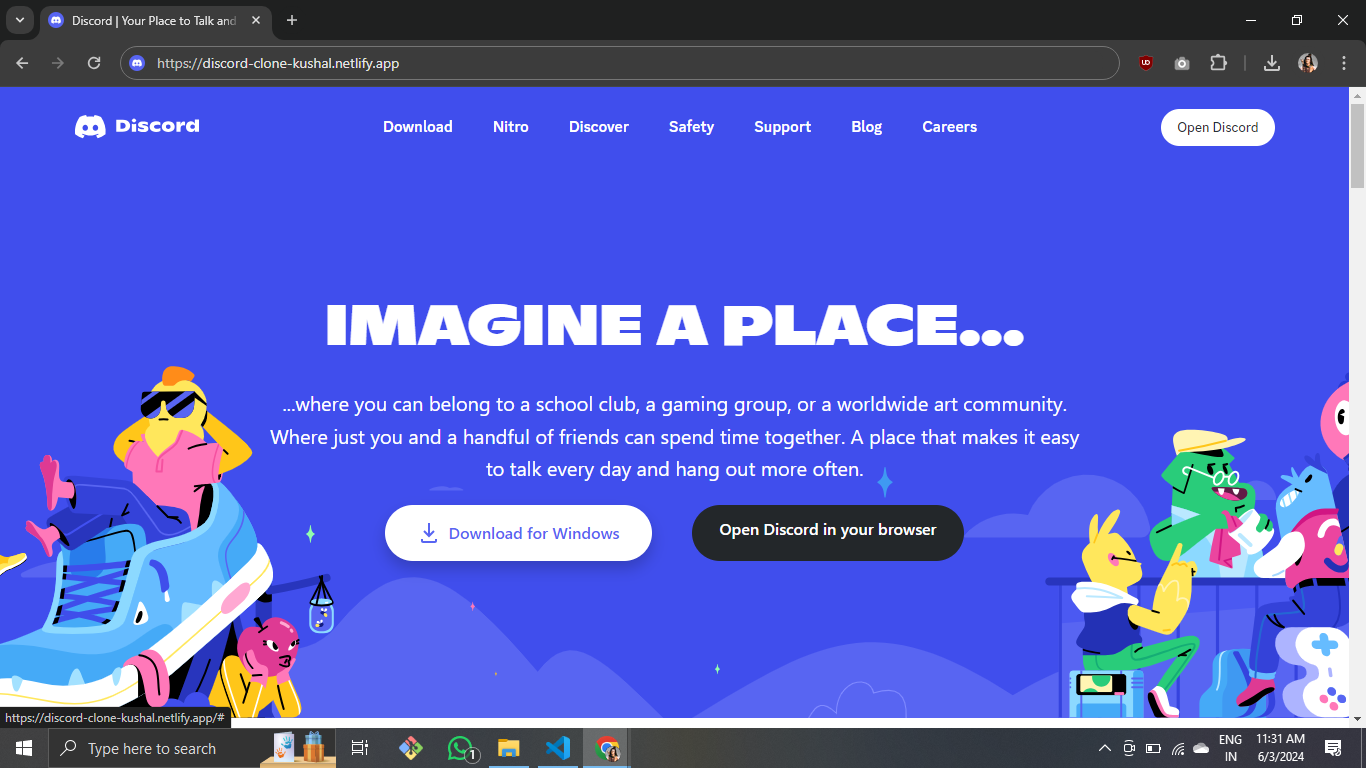 Discord | Your Place to Talk and
https://discord-clone-kushal.netlify.app
Discord
Download
Nitro
Discover
Safety
Support
Blog
Careers
Open Discord
IMAGINE A PLACE...
...where you can belong to a school club, a gaming group, or a worldwide art community.
Where just you and a handful of friends can spend time together. A place that makes it easy
to talk every day and hang out more often.
Download for Windows
Open Discord in your browser
https://discord-clone-kushal.netlify.app/#
Type here to search
1
ENG
IN
11:31 AM
6/3/2024